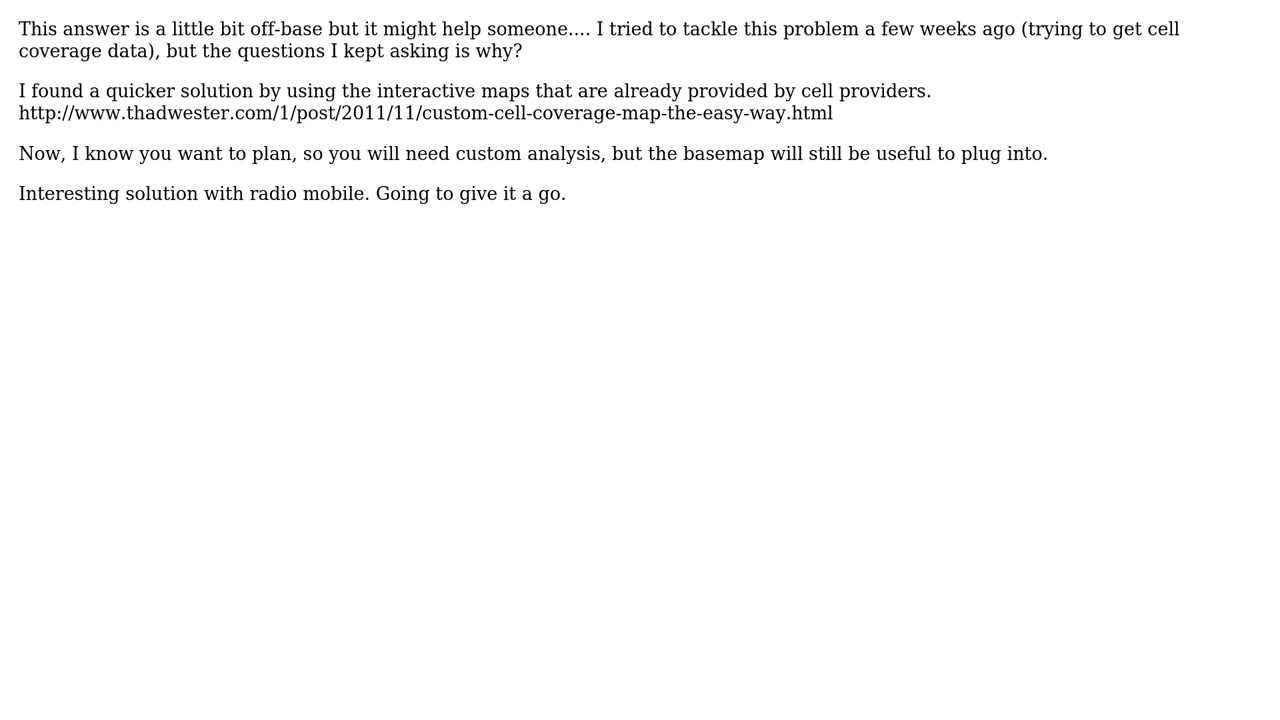 This answer is a little bit off-base but it might help someone.... I tried to tackle this problem a few weeks ago (trying to get cell
coverage data), but the questions I kept asking is why?
I found a quicker solution by using the interactive maps that are already provided by cell providers.
http://www.thadwester.com/1/post/2011/11/custom-cell-coverage-map-the-easy-way.html
Now, I know you want to plan, so you will need custom analysis, but the basemap will still be useful to plug into.
Interesting solution with radio mobile. Going to give it a go.